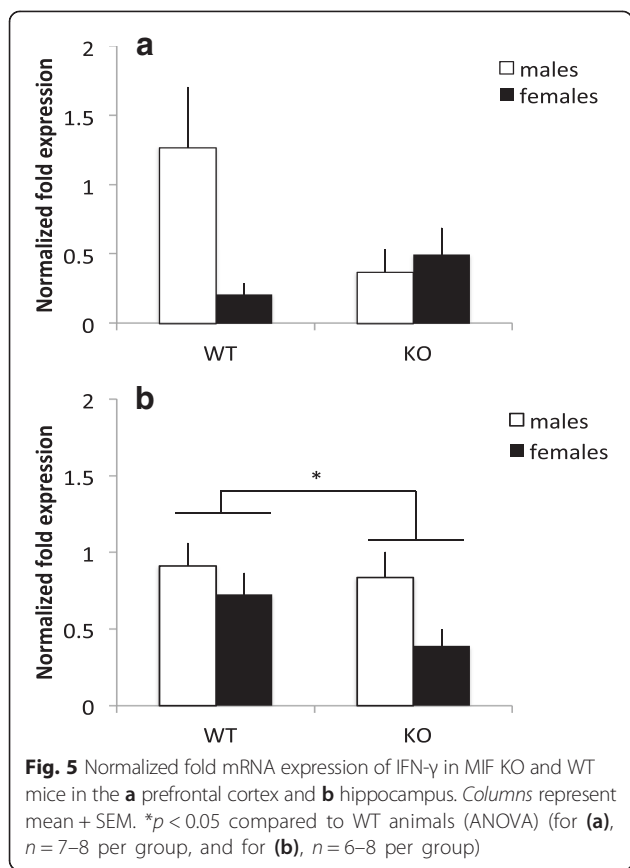 a
2
1.5
1
0.5
0
Normalized fold expression
males
females
WT KO
b
2
1.5
1
0.5
0
Normalized fold expression
males
females
*
WT KO
Fig. 5 Normalized fold mRNA expression of IFN-γ in MIF KO and WT
mice in the a prefrontal cortex and b hippocampus. Columns represent
mean + SEM. *p < 0.05 compared to WT animals (ANOVA) (for (a),
n = 7–8 per group, and for (b), n = 6–8 per group)